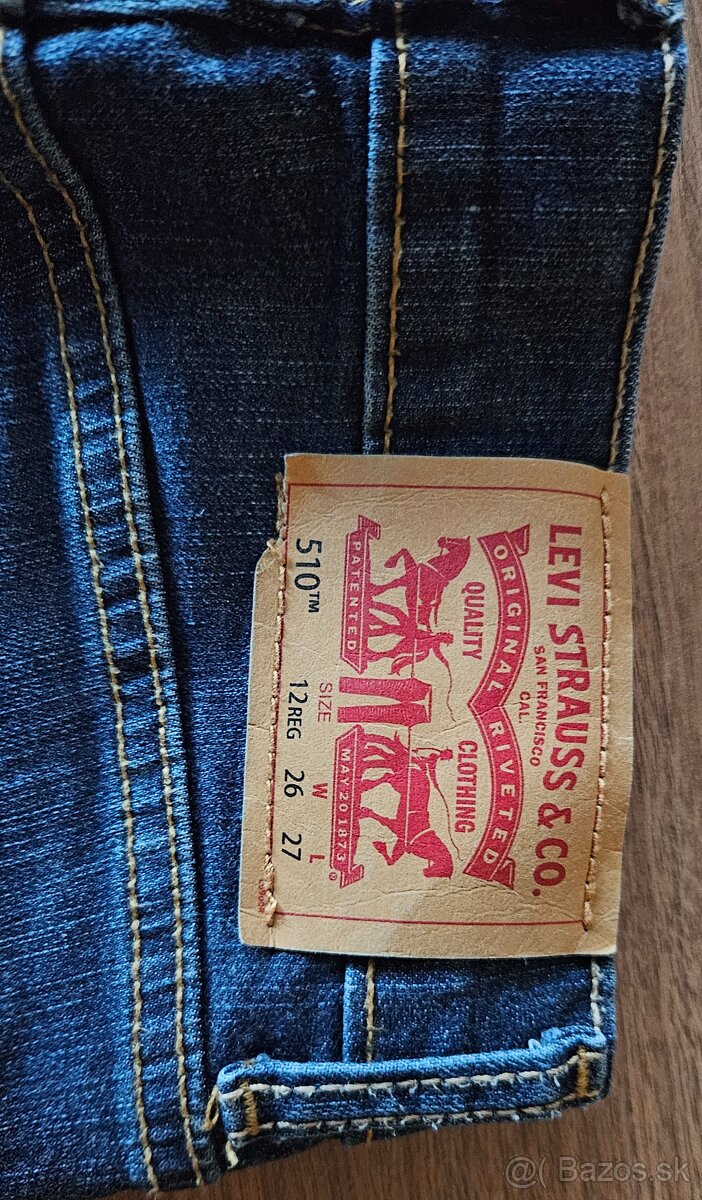 LEVI STRAUSS & CO.
SAN FRANCISCO
CAL.
ORIGINAL RIVETED
QUALITY CLOTHING
PATENTED MAY 20 1873
®
SIZE W L
510™ 12REG 26 27
@( Bazos.sk